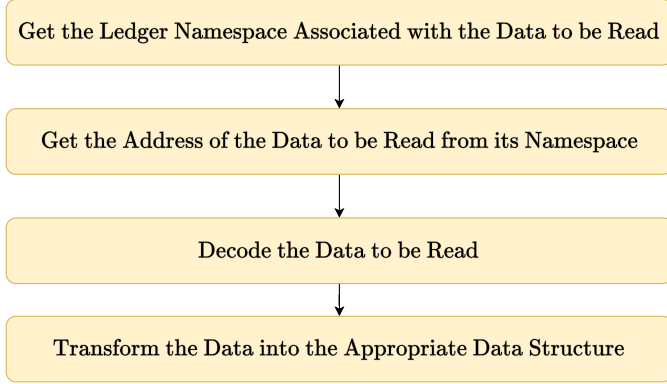 Get the Ledger Namespace Associated with the Data to be Read
Get the Address of the Data to be Read from its Namespace
Decode the Data to be Read
Transform the Data into the Appropriate Data Structure